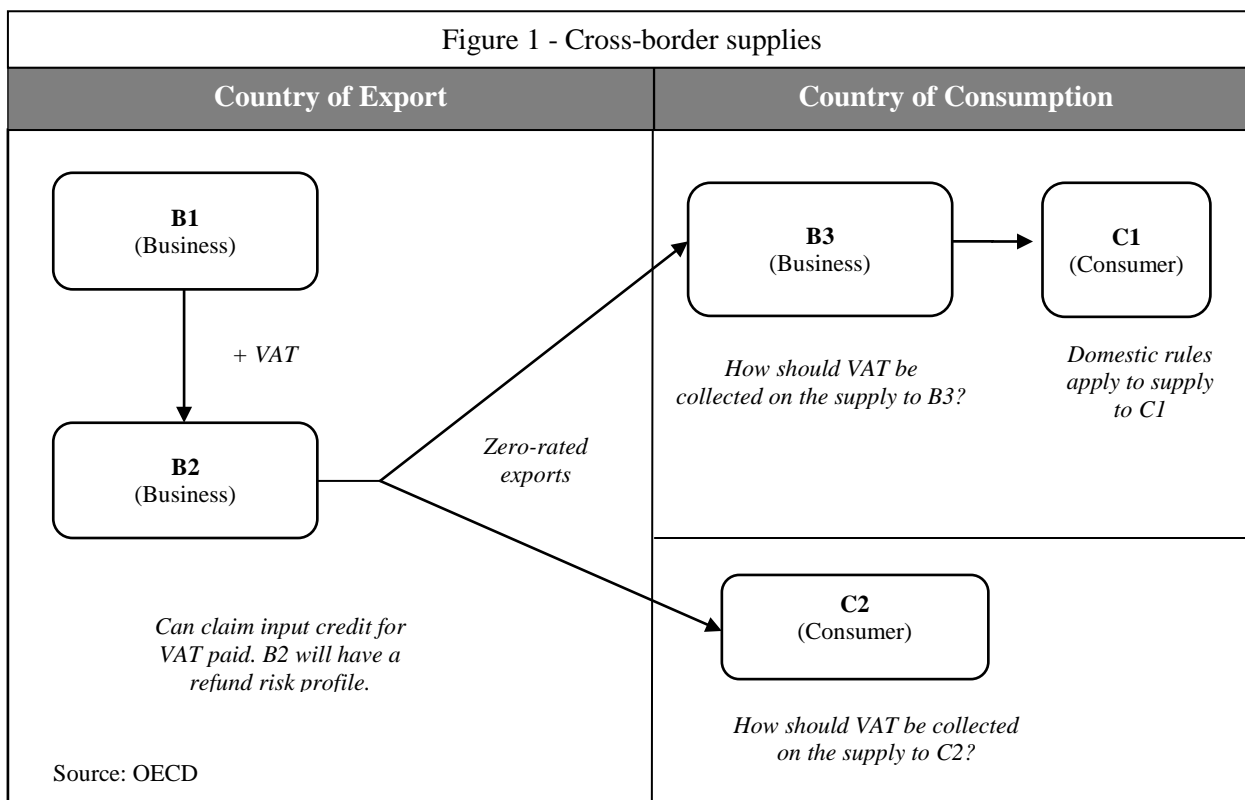 Figure 1 - Cross-border supplies
Country of Export
Country of Consumption
B1
(Business)
+ VAT
B2
(Business)
Can claim input credit for
VAT paid. B2 will have a
refund risk profile.
Source: OECD
Zero-rated
exports
B3
(Business)
How should VAT be
collected on the supply to B3?
C1
(Consumer)
Domestic rules
apply to supply
to C1
C2
(Consumer)
How should VAT be collected
on the supply to C2?